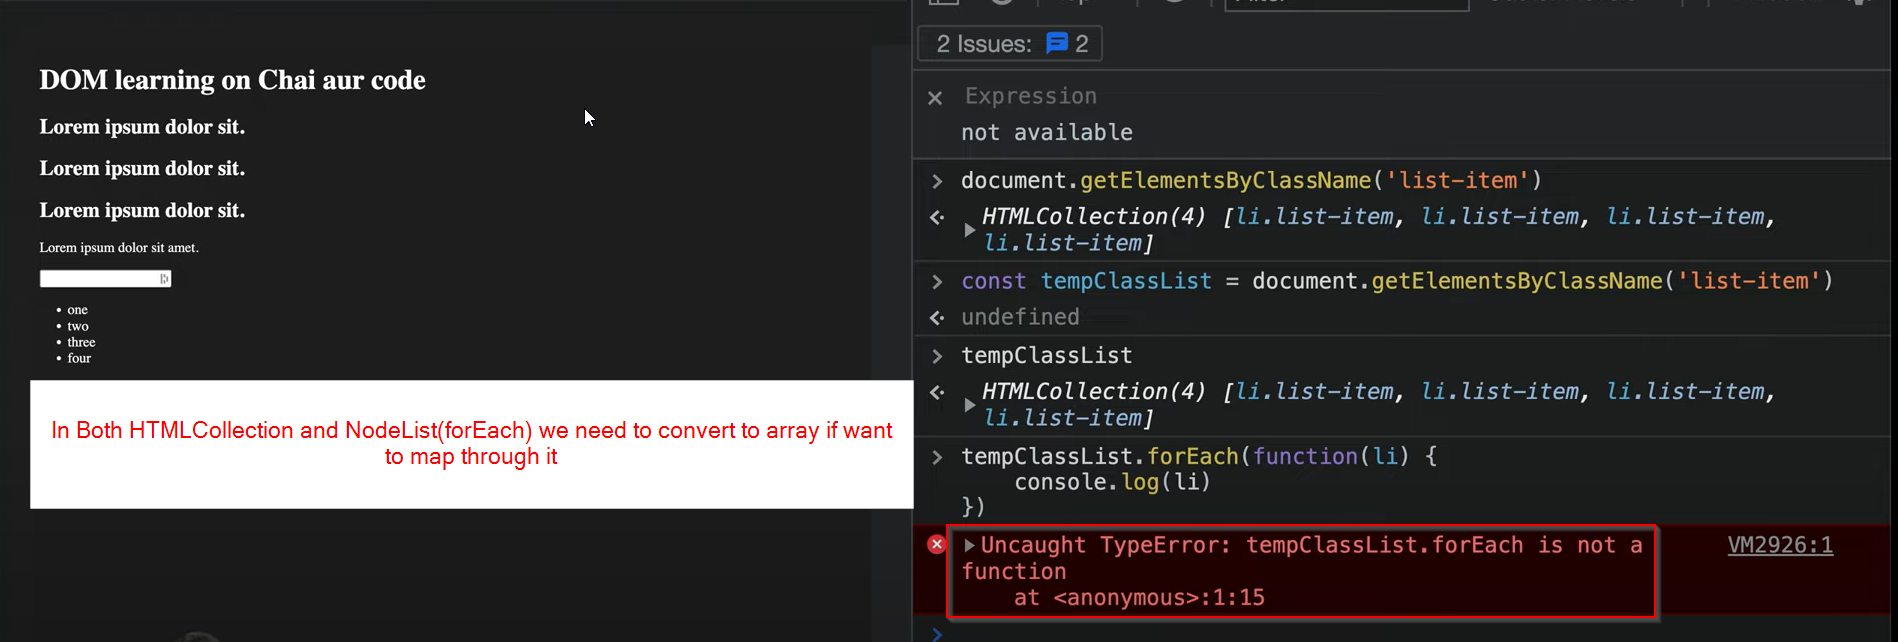 2 Issues: 2
DOM learning on Chai aur code
Lorem ipsum dolor sit.
Lorem ipsum dolor sit.
Lorem ipsum dolor sit.
Lorem ipsum dolor sit amet.
• one
• two
• three
• four
In Both HTMLCollection and NodeList(forEach) we need to convert to array if want
to map through it
Expression
not available
document.getElementsByClassName('list-item')
HTMLCollection(4) [li.list-item, li.list-item, li.list-item,
li.list-item]
const tempClassList = document.getElementsByClassName('list-item')
undefined
tempClassList
HTMLCollection(4) [li.list-item, li.list-item, li.list-item,
li.list-item]
tempClassList.forEach(function(li) {
console.log(li)
})
Uncaught TypeError: tempClassList.forEach is not a VM2926:1
function
at <anonymous>:1:15